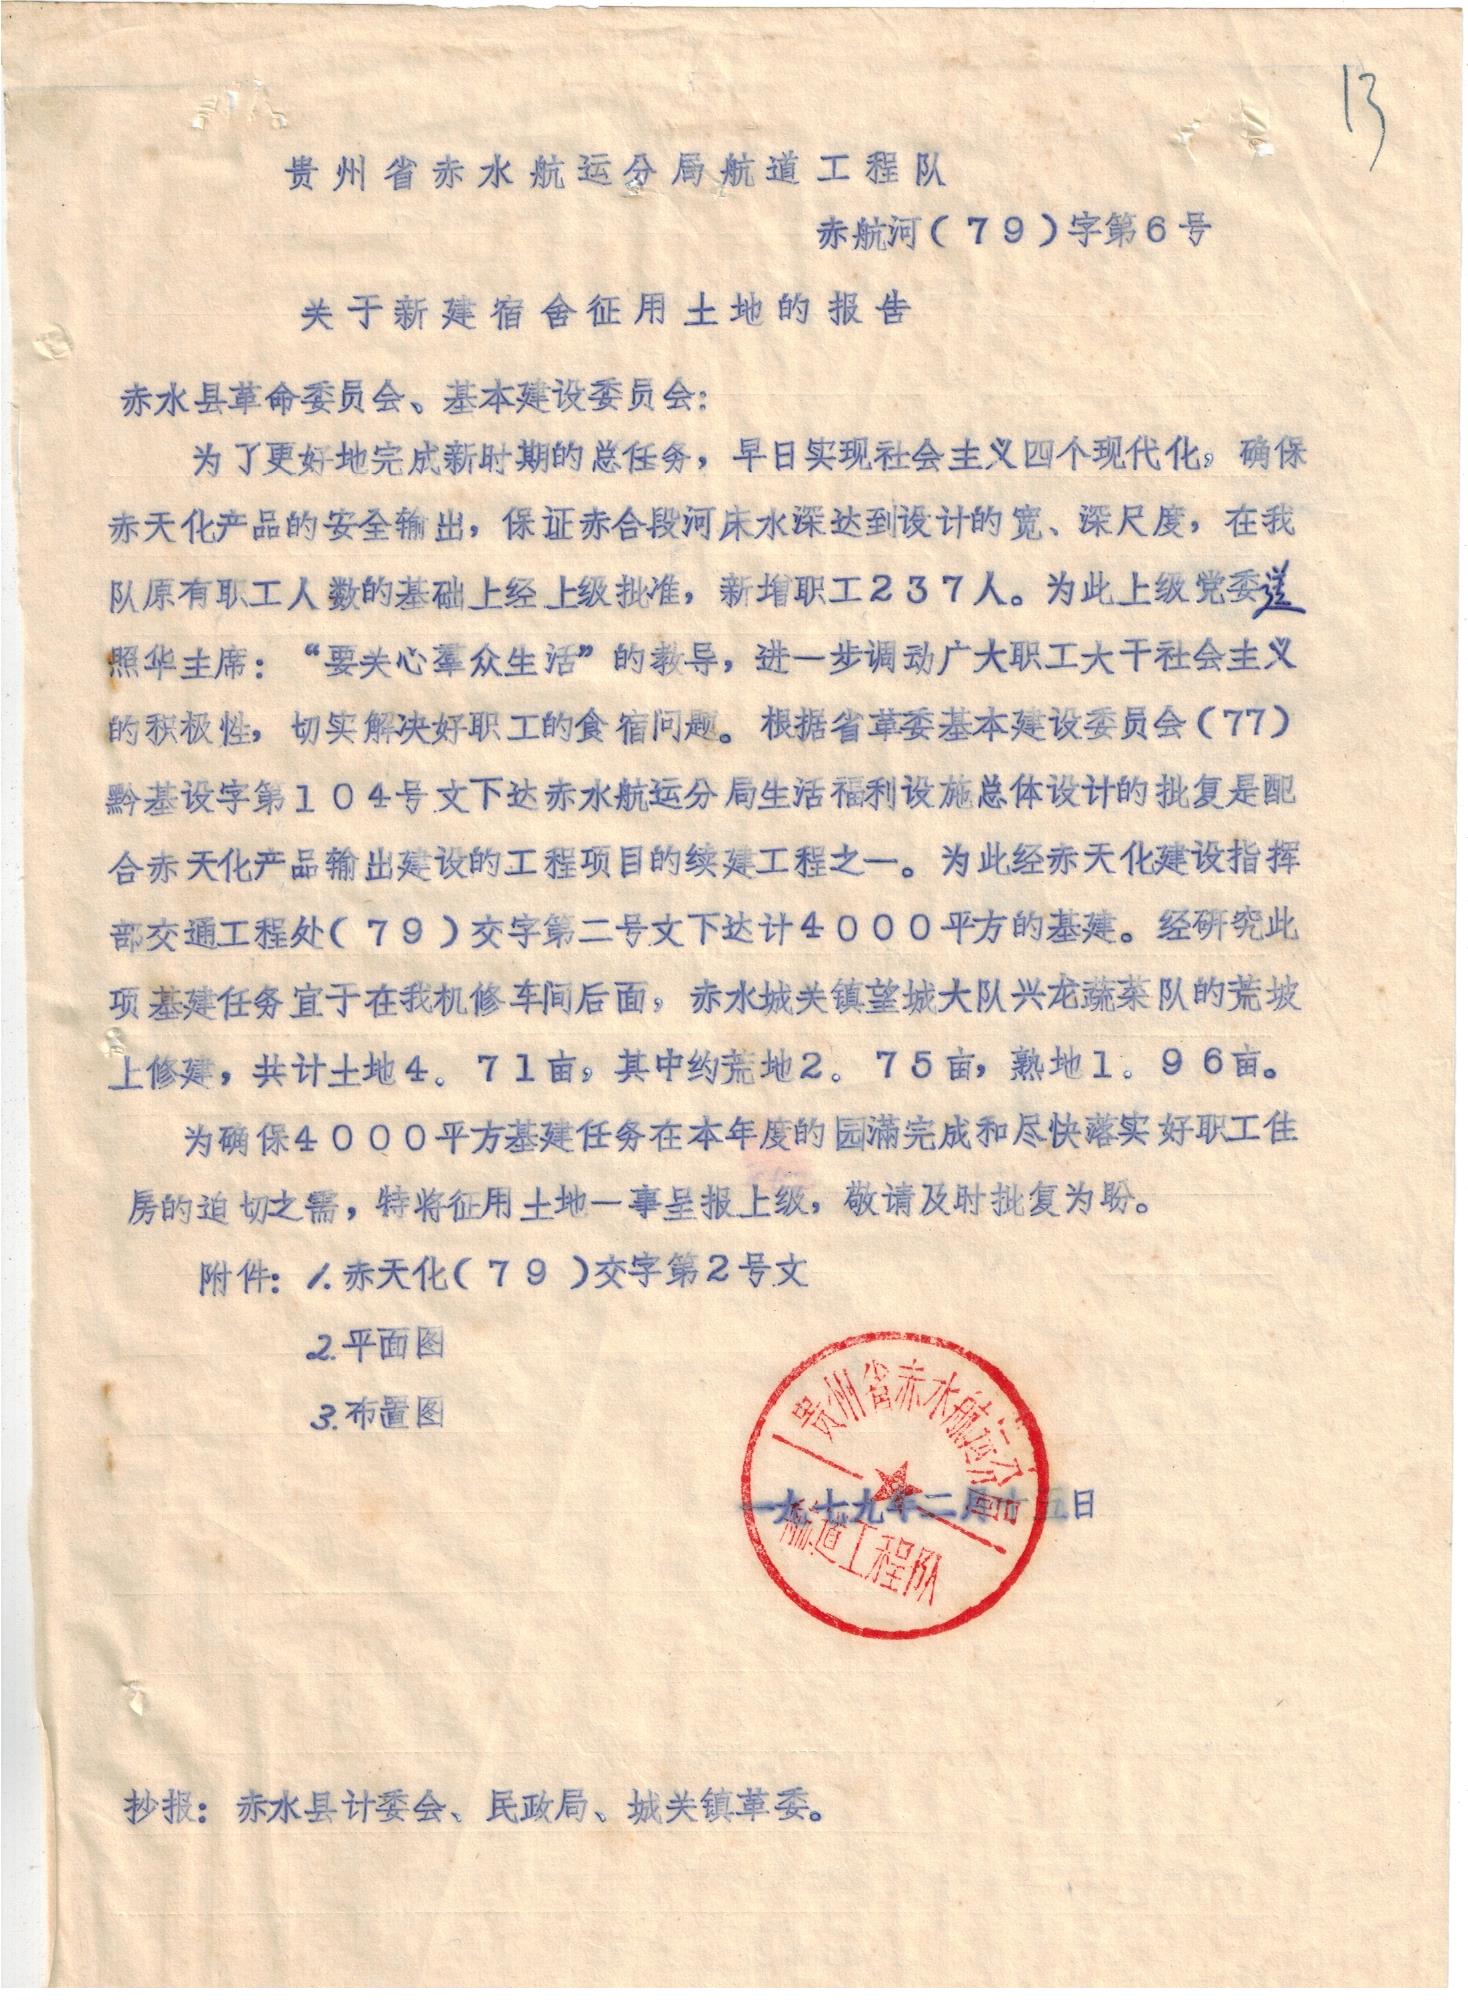 13
贵州省赤水航运分局航道工程队
赤航河(79)字第6号
关于新建宿舍征用土地的报告
赤水县革命委员会、基本建设委员会:
为了更好地完成新时期的总任务，早日实现社会主义四个现代化，确保
赤天化产品的安全输出，保证赤合段河床水深达到设计的宽、深尺度，在我
队原有职工人数的基础上经上级批准，新增职工237人。为此上级党委遵
照华主席：“要关心羣众生活”的教导，进一步调动广大职工大干社会主义
的积极性，切实解决好职工的食宿问题。根据省革委基本建设委员会(77)
黔基设字第104号文下达赤水航运分局生活福利设施总体设计的批复是配
合赤天化产品输出建设的工程项目的续建工程之一。为此经赤天化建设指挥
部交通工程处(79)交字第二号文下达计4000平方的基建。经研究此
项基建任务宜于在我机修车间后面，赤水城关镇望城大队兴龙蔬菜队的荒坡
上修建，共计土地4．71亩，其中约荒地2．75亩，熟地1．96亩。
为确保4000平方基建任务在本年度的园滿完成和尽快落实好职工住
房的迫切之需，特将征用土地一事呈报上级，敬请及时批复为盼。
附件：1.赤天化(79)交字第2号文
2.平面图
3.布置图
贵州省赤水航运分局
一九七九年二月十五日
航道工程队
抄报：赤水县计委会、民政局、城关镇革委。